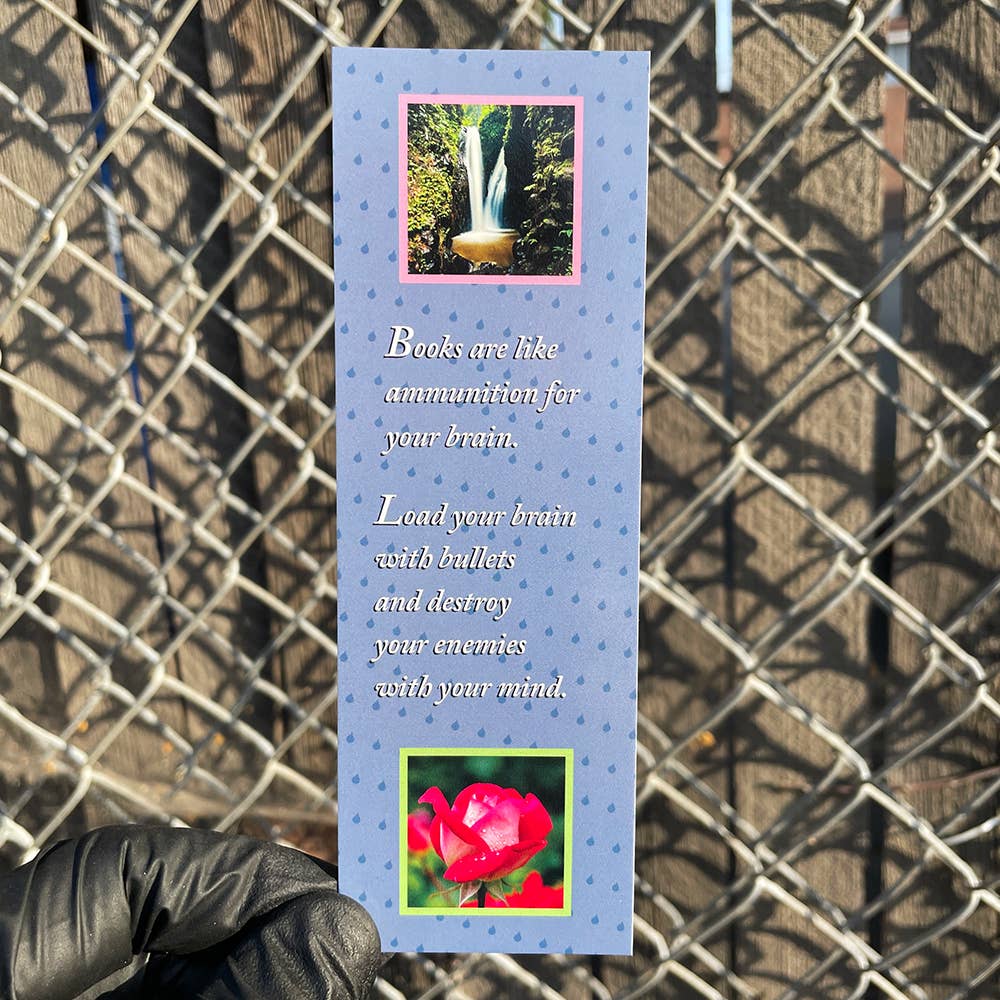 Books are like
ammunition for
your brain.
Load your brain
with bullets
and destroy
your enemies
with your mind.